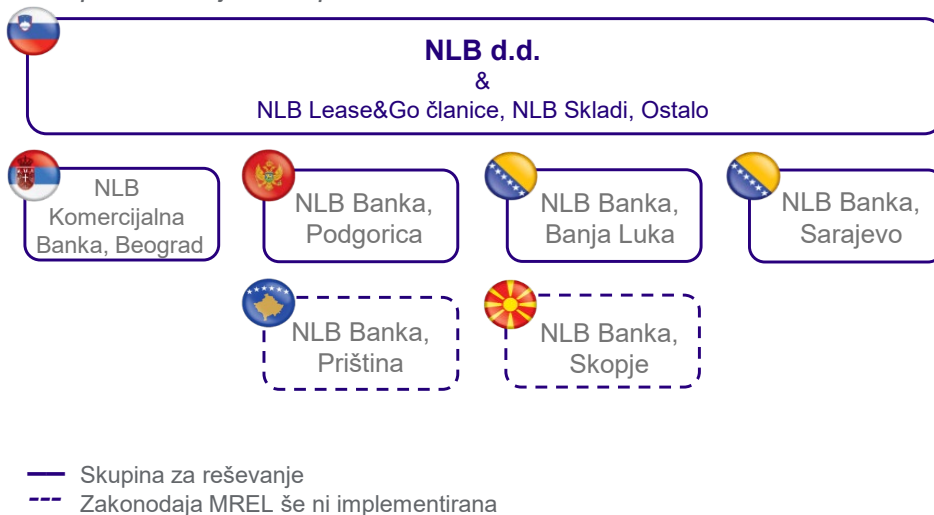 NLB d.d.
&
NLB Lease&Go članice, NLB Skladi, Ostalo
NLB
Komercijalna
Banka, Beograd
NLB Banka,
Podgorica
NLB Banka,
Banja Luka
NLB Banka,
Sarajevo
NLB Banka,
Priština
NLB Banka,
Skopje
Skupina za reševanje
Zakonodaja MREL še ni implementirana